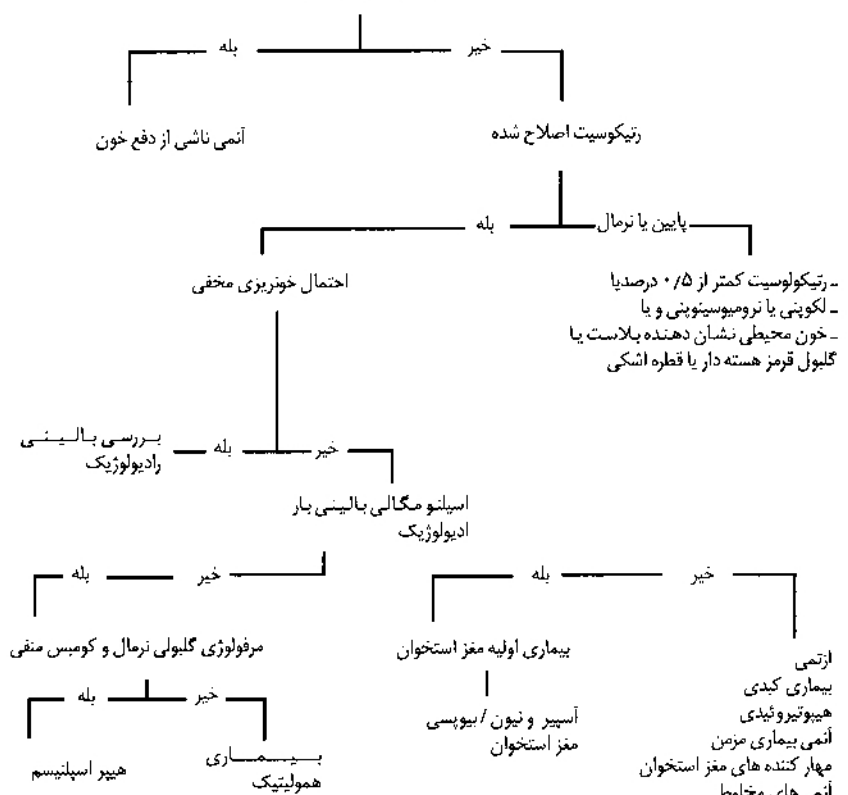 بله
خیر
آنمی ناشی از دفع خون
رتیکوسیت اصلاح شده
بله
پایین یا نرمال
احتمال خونریزی مخفی
ـ رتیکولوسیت کمتر از ۰/۵ درصدیا
ـ لکوپنی یا ترومبوسیتوپنی و یا
ـ خون محیطی نشان دهنده بلاست یا
گلبول قرمز هسته دار یا قطره اشکی
بررسی بالینی
رادیولوژیک
بله
خیر
اسپلنو مگالی بالینی یار
ادیولوژیک
بله
خیر
بله
خیر
مرفولوژی گلبولی نرمال و کومبس منفی
بیماری اولیه مغز استخوان
ازتمی
بیماری کبدی
هیپوتیروئیدی
آنمی بیماری مزمن
مهار کننده های مغز استخوان
آنمی های مخلوط
بله
خیر
آسپیر و نیون / بیوپسی
مغز استخوان
هیپر اسپلنیسم
بیماری
همولیتیک